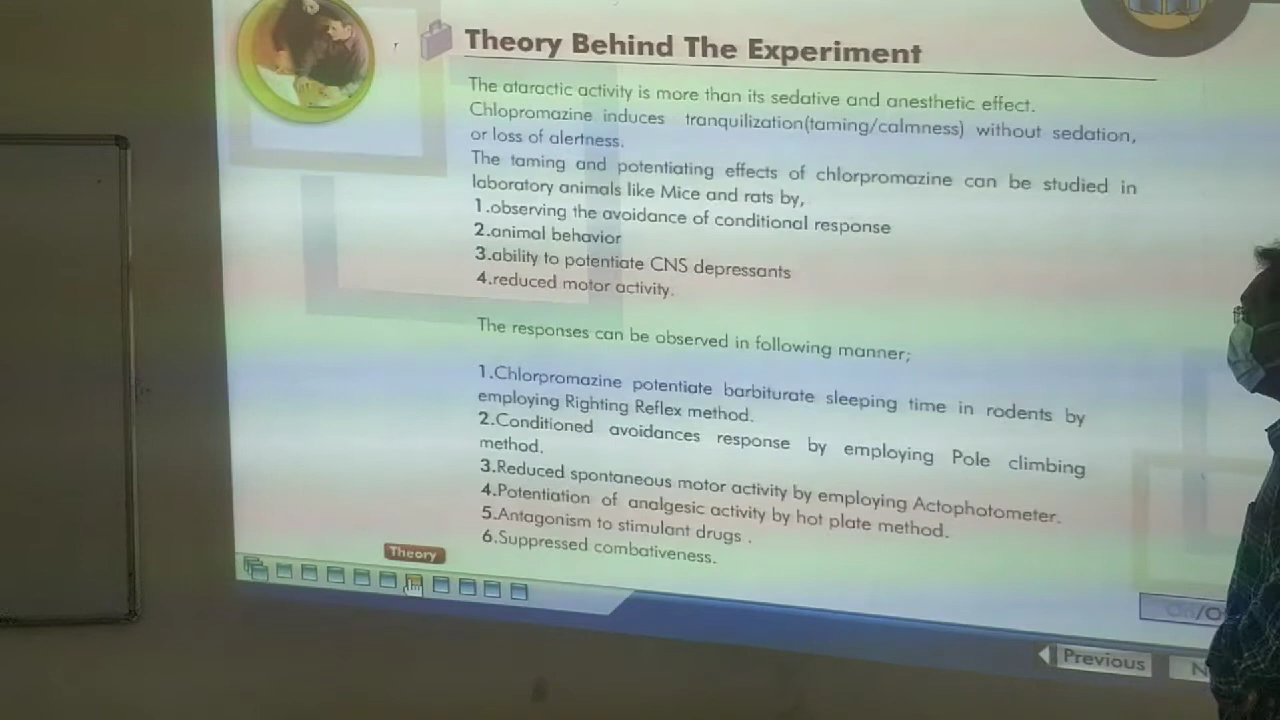 Theory Behind The Experiment
The ataractic activity is more than its sedative and anesthetic effect.
Chlopromazine induces tranquilization(taming/calmness) without sedation,
or loss of alertness.
The taming and potentiating effects of chlorpromazine can be studied in
laboratory animals like Mice and rats by,
1.observing the avoidance of conditional response
2.animal behavior
3.ability to potentiate CNS depressants
4.reduced motor activity.
The responses can be observed in following manner;
1.Chlorpromazine potentiate barbiturate sleeping time in rodents by
employing Righting Reflex method.
2.Conditioned avoidances response by employing Pole climbing
method.
3.Reduced spontaneous motor activity by employing Actophotometer.
4.Potentiation of analgesic activity by hot plate method.
5.Antagonism to stimulant drugs .
6.Suppressed combativeness.
Theory
Previous